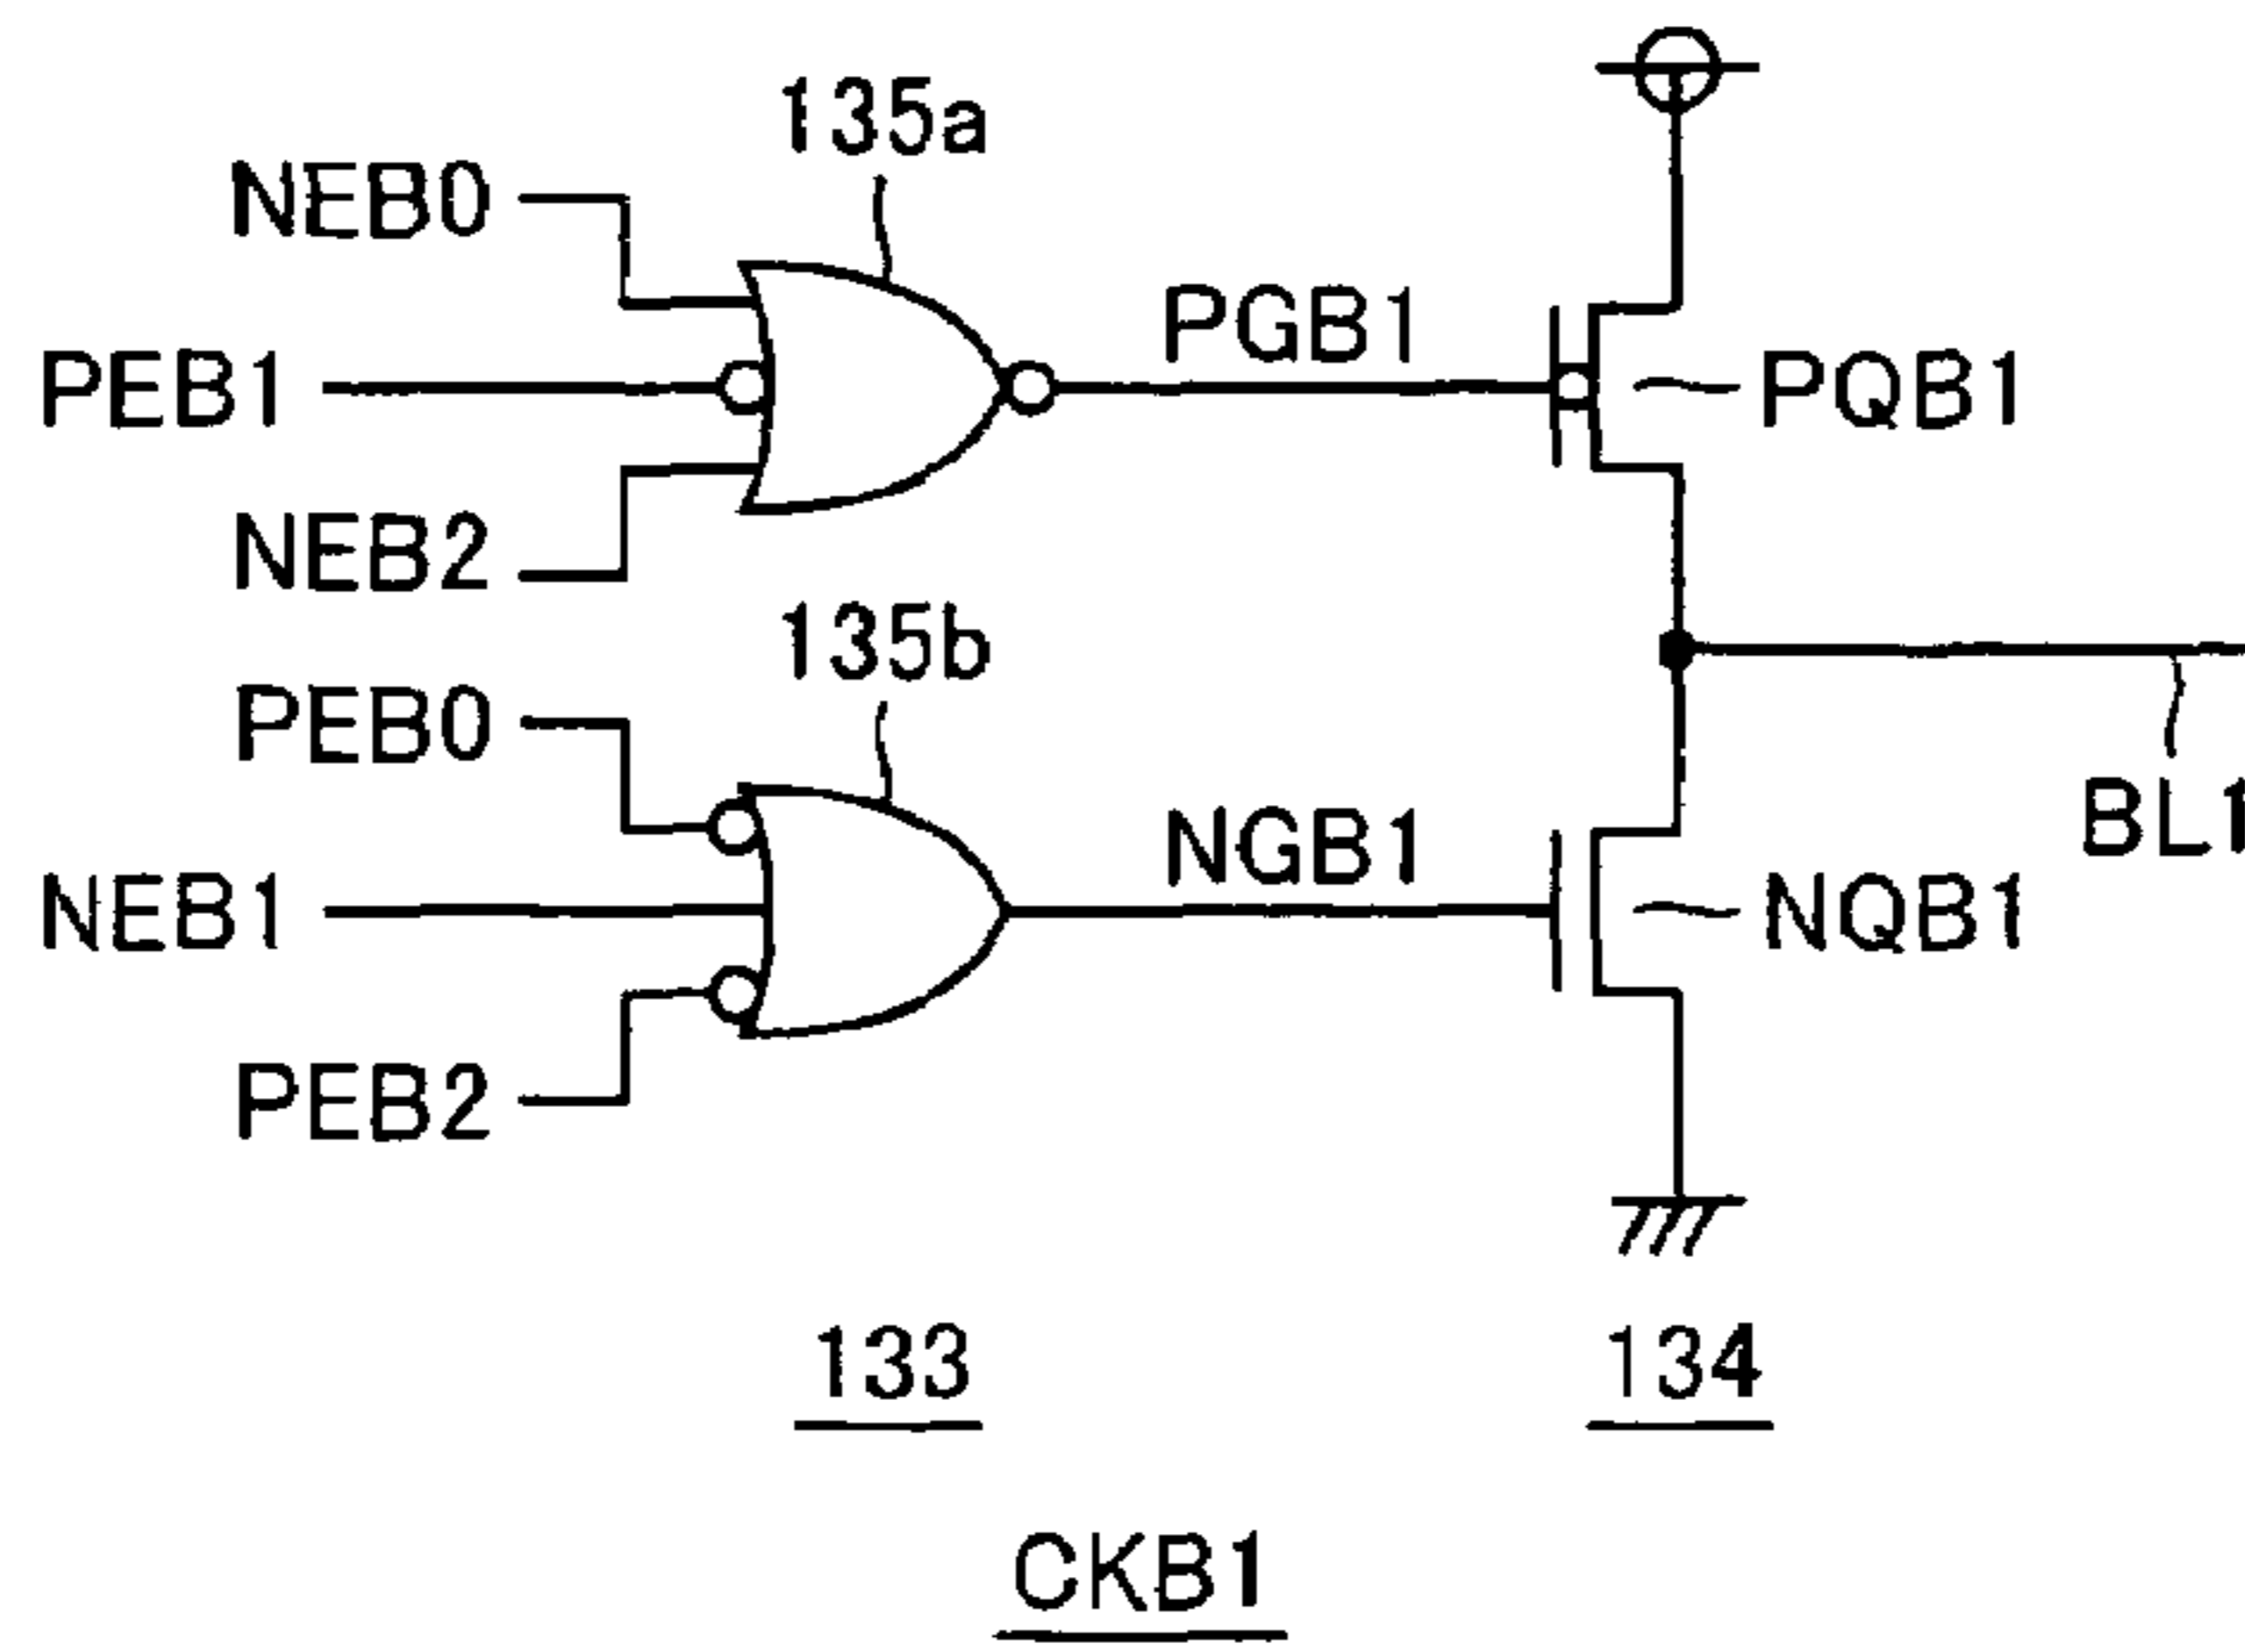 135a
NEB0
PGB1
PEB1
PQB1
NEB2
135b
PEB0
BL1
NGB1
NEB1
NQB1
PEB2
133
134
CKB1